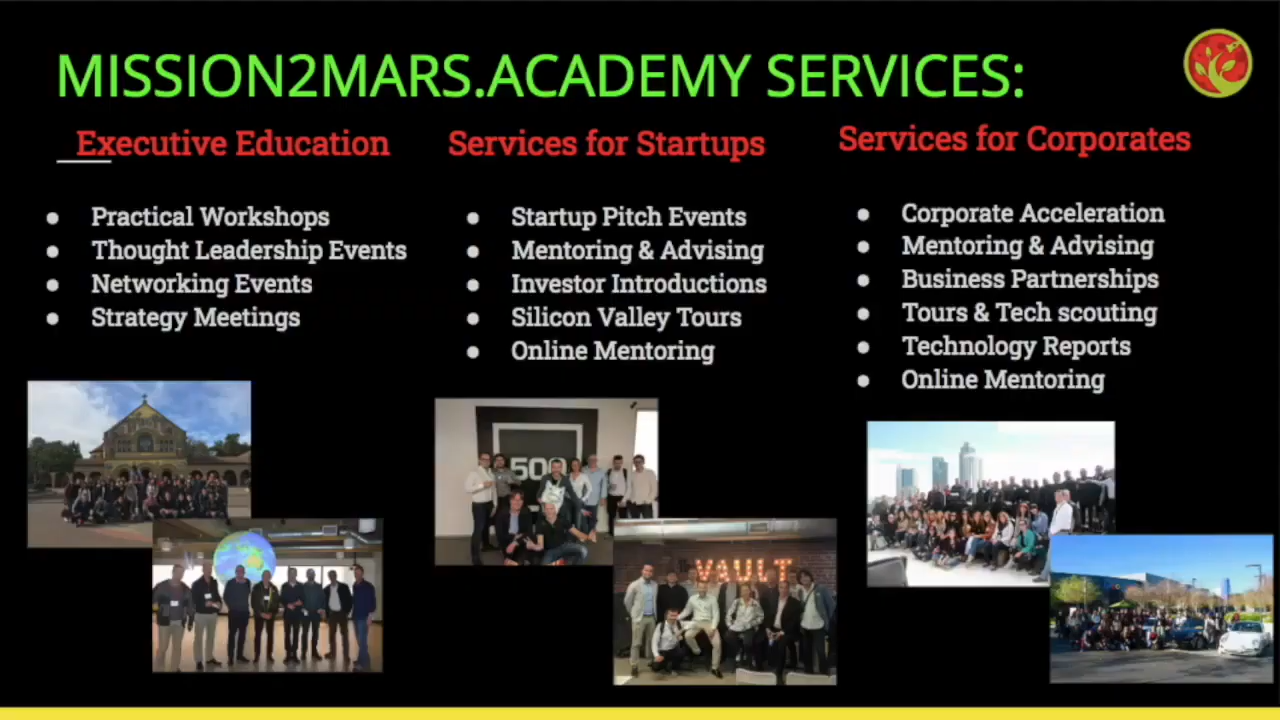 MISSION2MARS.ACADEMY SERVICES:
Executive Education
● Practical Workshops
● Thought Leadership Events
● Networking Events
● Strategy Meetings
Services for Startups
● Startup Pitch Events
● Mentoring & Advising
● Investor Introductions
● Silicon Valley Tours
● Online Mentoring
Services for Corporates
● Corporate Acceleration
● Mentoring & Advising
● Business Partnerships
● Tours & Tech scouting
● Technology Reports
● Online Mentoring
500
VAULT